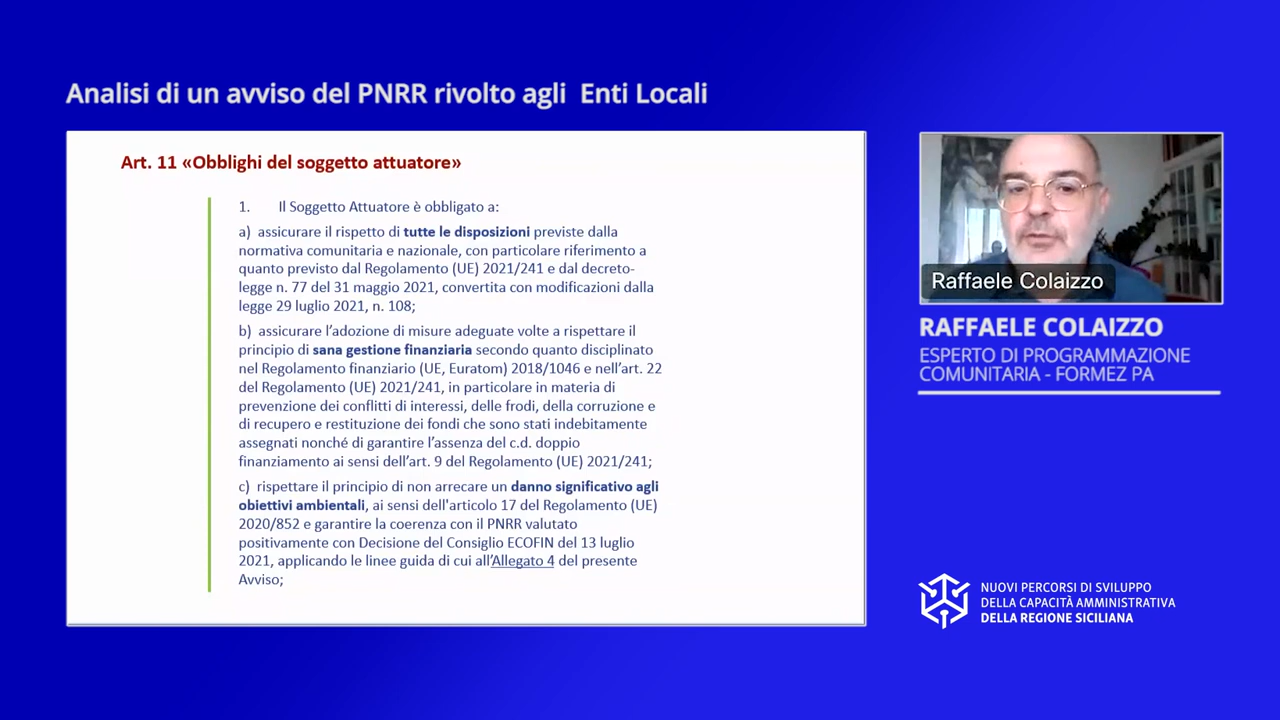 Analisi di un avviso del PNRR rivolto agli Enti Locali
Art. 11 «Obblighi del soggetto attuatore»
1. Il Soggetto Attuatore è obbligato a:
a) assicurare il rispetto di tutte le disposizioni previste dalla
normativa comunitaria e nazionale, con particolare riferimento a
quanto previsto dal Regolamento (UE) 2021/241 e dal decreto-
legge n. 77 del 31 maggio 2021, convertita con modificazioni dalla
legge 29 luglio 2021, n. 108;
b) assicurare l’adozione di misure adeguate volte a rispettare il
principio di sana gestione finanziaria secondo quanto disciplinato
nel Regolamento finanziario (UE, Euratom) 2018/1046 e nell’art. 22
del Regolamento (UE) 2021/241, in particolare in materia di
prevenzione dei conflitti di interessi, delle frodi, della corruzione e
di recupero e restituzione dei fondi che sono stati indebitamente
assegnati nonché di garantire l’assenza del c.d. doppio
finanziamento ai sensi dell’art. 9 del Regolamento (UE) 2021/241;
c) rispettare il principio di non arrecare un danno significativo agli
obiettivi ambientali, ai sensi dell'articolo 17 del Regolamento (UE)
2020/852 e garantire la coerenza con il PNRR valutato
positivamente con Decisione del Consiglio ECOFIN del 13 luglio
2021, applicando le linee guida di cui all’Allegato 4 del presente
Avviso;
Raffaele Colaizzo
RAFFAELE COLAIZZO
ESPERTO DI PROGRAMMAZIONE
COMUNITARIA - FORMEZ PA
NUOVI PERCORSI DI SVILUPPO
DELLA CAPACITÀ AMMINISTRATIVA
DELLA REGIONE SICILIANA